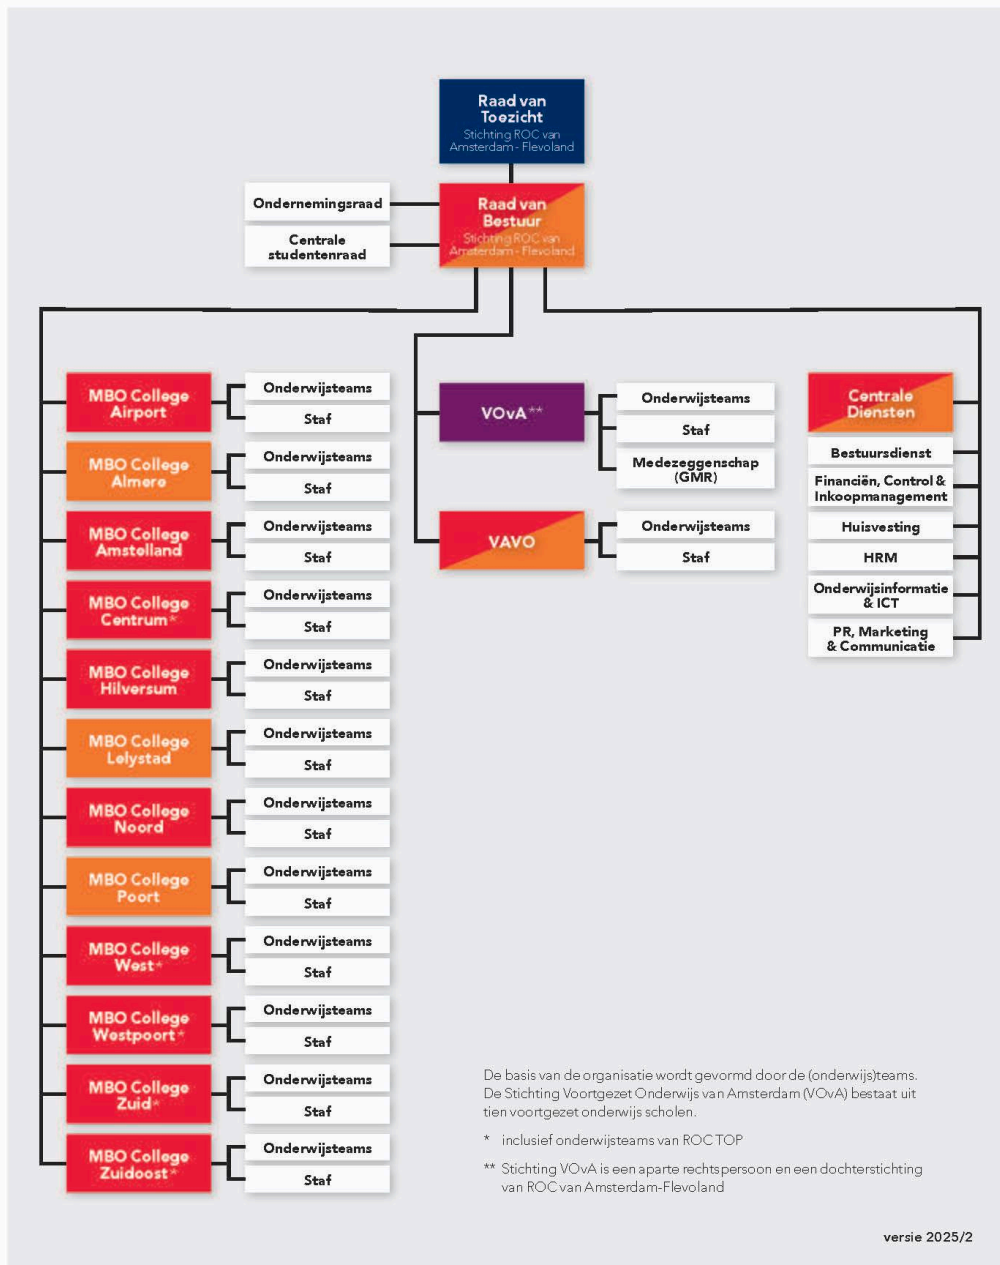 Raad van
Toezicht
Stichting ROC van
Amsterdam - Flevoland
Ondernemingsraad
Centrale
studentenraad
Raad van
Bestuur
Stichting ROC van
Amsterdam - Flevoland
MBO College
Airport
Onderwijsteams
Staf
MBO College
Almere
Onderwijsteams
Staf
MBO College
Amstelland
Onderwijsteams
Staf
MBO College
Centrum*
Onderwijsteams
Staf
MBO College
Hilversum
Onderwijsteams
Staf
MBO College
Lelystad
Onderwijsteams
Staf
MBO College
Noord
Onderwijsteams
Staf
MBO College
Poort
Onderwijsteams
Staf
MBO College
West*
Onderwijsteams
Staf
MBO College
Westpoort*
Onderwijsteams
Staf
MBO College
Zuid*
Onderwijsteams
Staf
MBO College
Zuidoost*
Onderwijsteams
Staf
VOvA**
Onderwijsteams
Staf
Medezeggenschap
(GMR)
VAVO
Onderwijsteams
Staf
Centrale
Diensten
Bestuursdienst
Financiën, Control &
Inkoopmanagement
Huisvesting
HRM
Onderwijsinformatie
& ICT
PR, Marketing
& Communicatie
De basis van de organisatie wordt gevormd door de (onderwijs)teams.
De Stichting Voortgezet Onderwijs van Amsterdam (VOvA) bestaat uit
tien voortgezet onderwijs scholen.
* inclusief onderwijsteams van ROC TOP
** Stichting VOvA is een aparte rechtspersoon en een dochterstichting
van ROC van Amsterdam-Flevoland
versie 2025/2